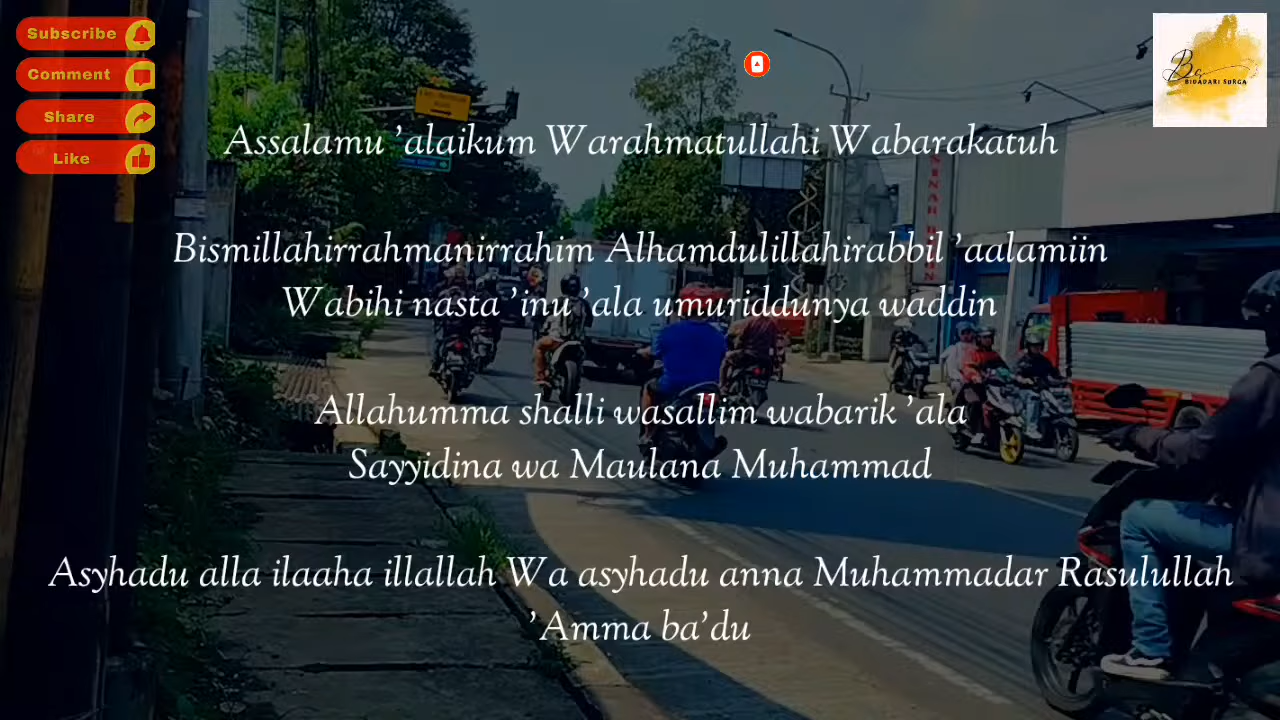 Subscribe
Comment
Share
Like
BIDADARI SURGA
Assalamu 'alaikum Warahmatullahi Wabarakatuh
Bismillahirrahmanirrahim Alhamdulillahirabbil 'aalamiin
Wabihi nasta 'inu 'ala umuriddunya waddin
Allahumma shalli wasallim wabarik 'ala
Sayyidina wa Maulana Muhammad
Asyhadu alla ilaaha illallah Wa asyhadu anna Muhammadar Rasulullah
'Amma ba'du